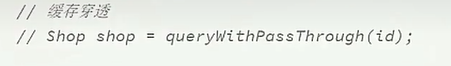 // 缓存穿透
// Shop shop = queryWithPassThrough(id);